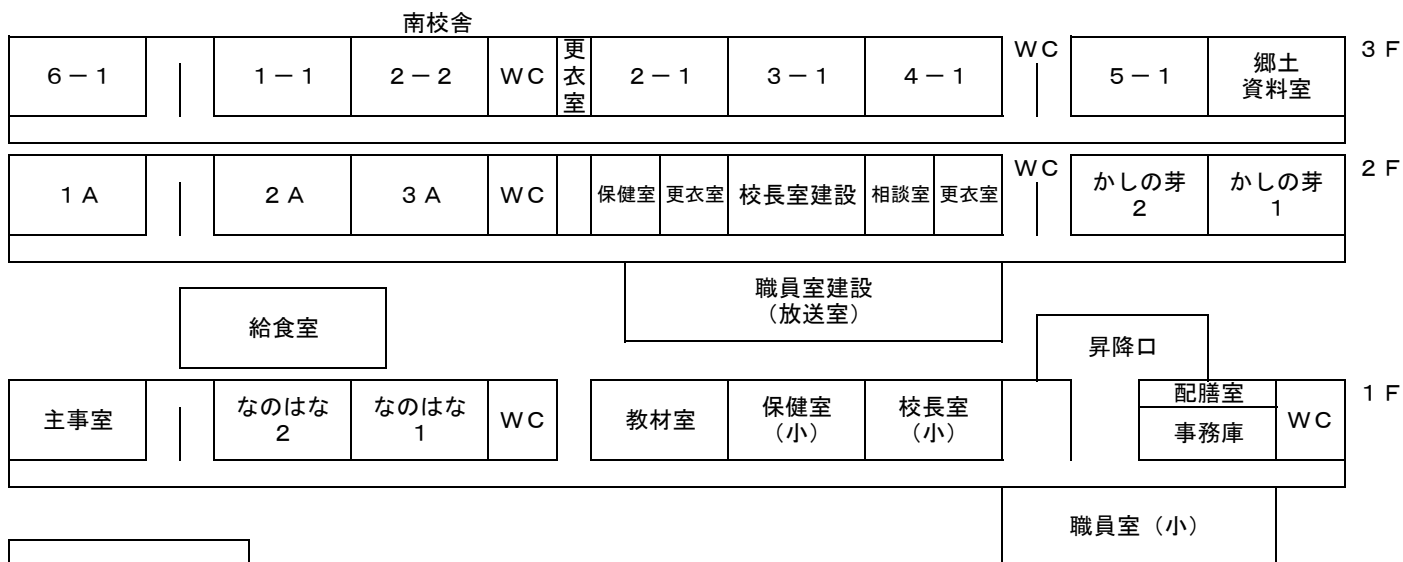 南校舎
6－1
1－1
2－2
WC
更衣室
2－1
3－1
4－1
WC
5－1
郷土
資料室
3F
1A
2A
3A
WC
保健室
更衣室
校長室建設
相談室
更衣室
WC
かしの芽
2
かしの芽
1
2F
職員室建設
（放送室）
給食室
昇降口
主事室
なのはな
2
なのはな
1
WC
教材室
保健室
（小）
校長室
（小）
配膳室
事務庫
WC
1F
職員室（小）